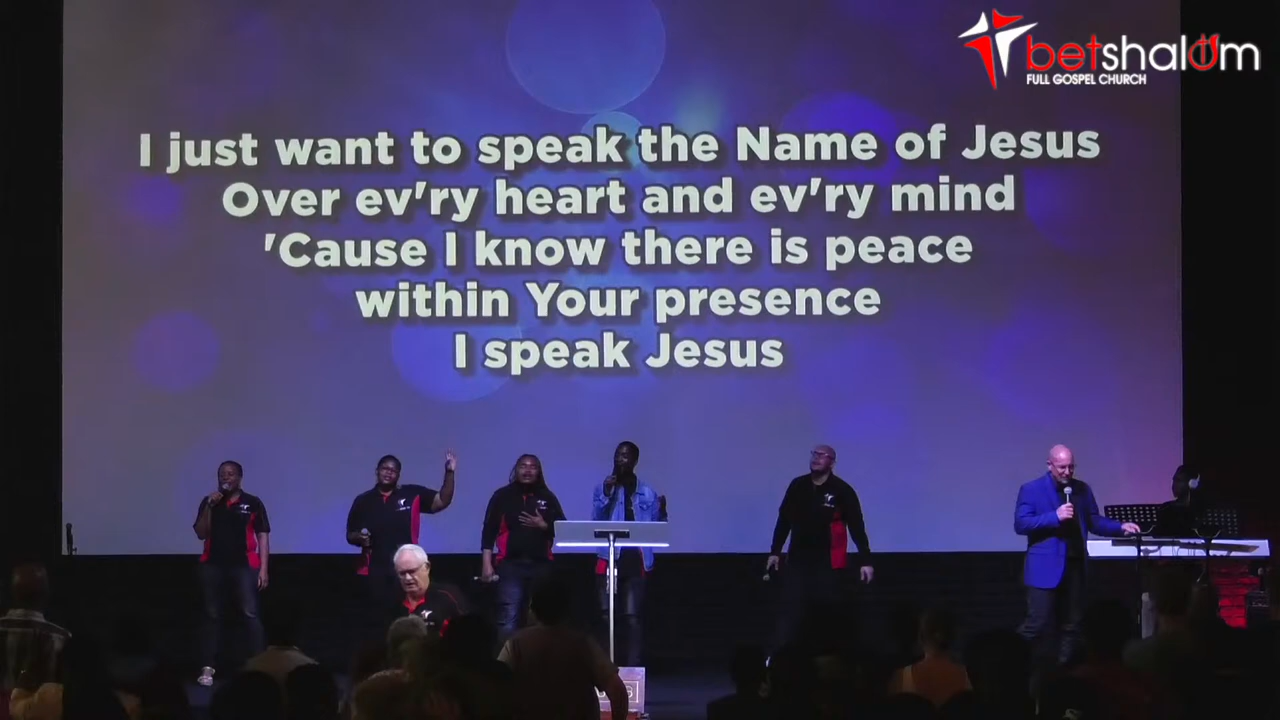 betshalom
FULL GOSPEL CHURCH
I just want to speak the Name of Jesus
Over ev'ry heart and ev'ry mind
'Cause I know there is peace
within Your presence
I speak Jesus